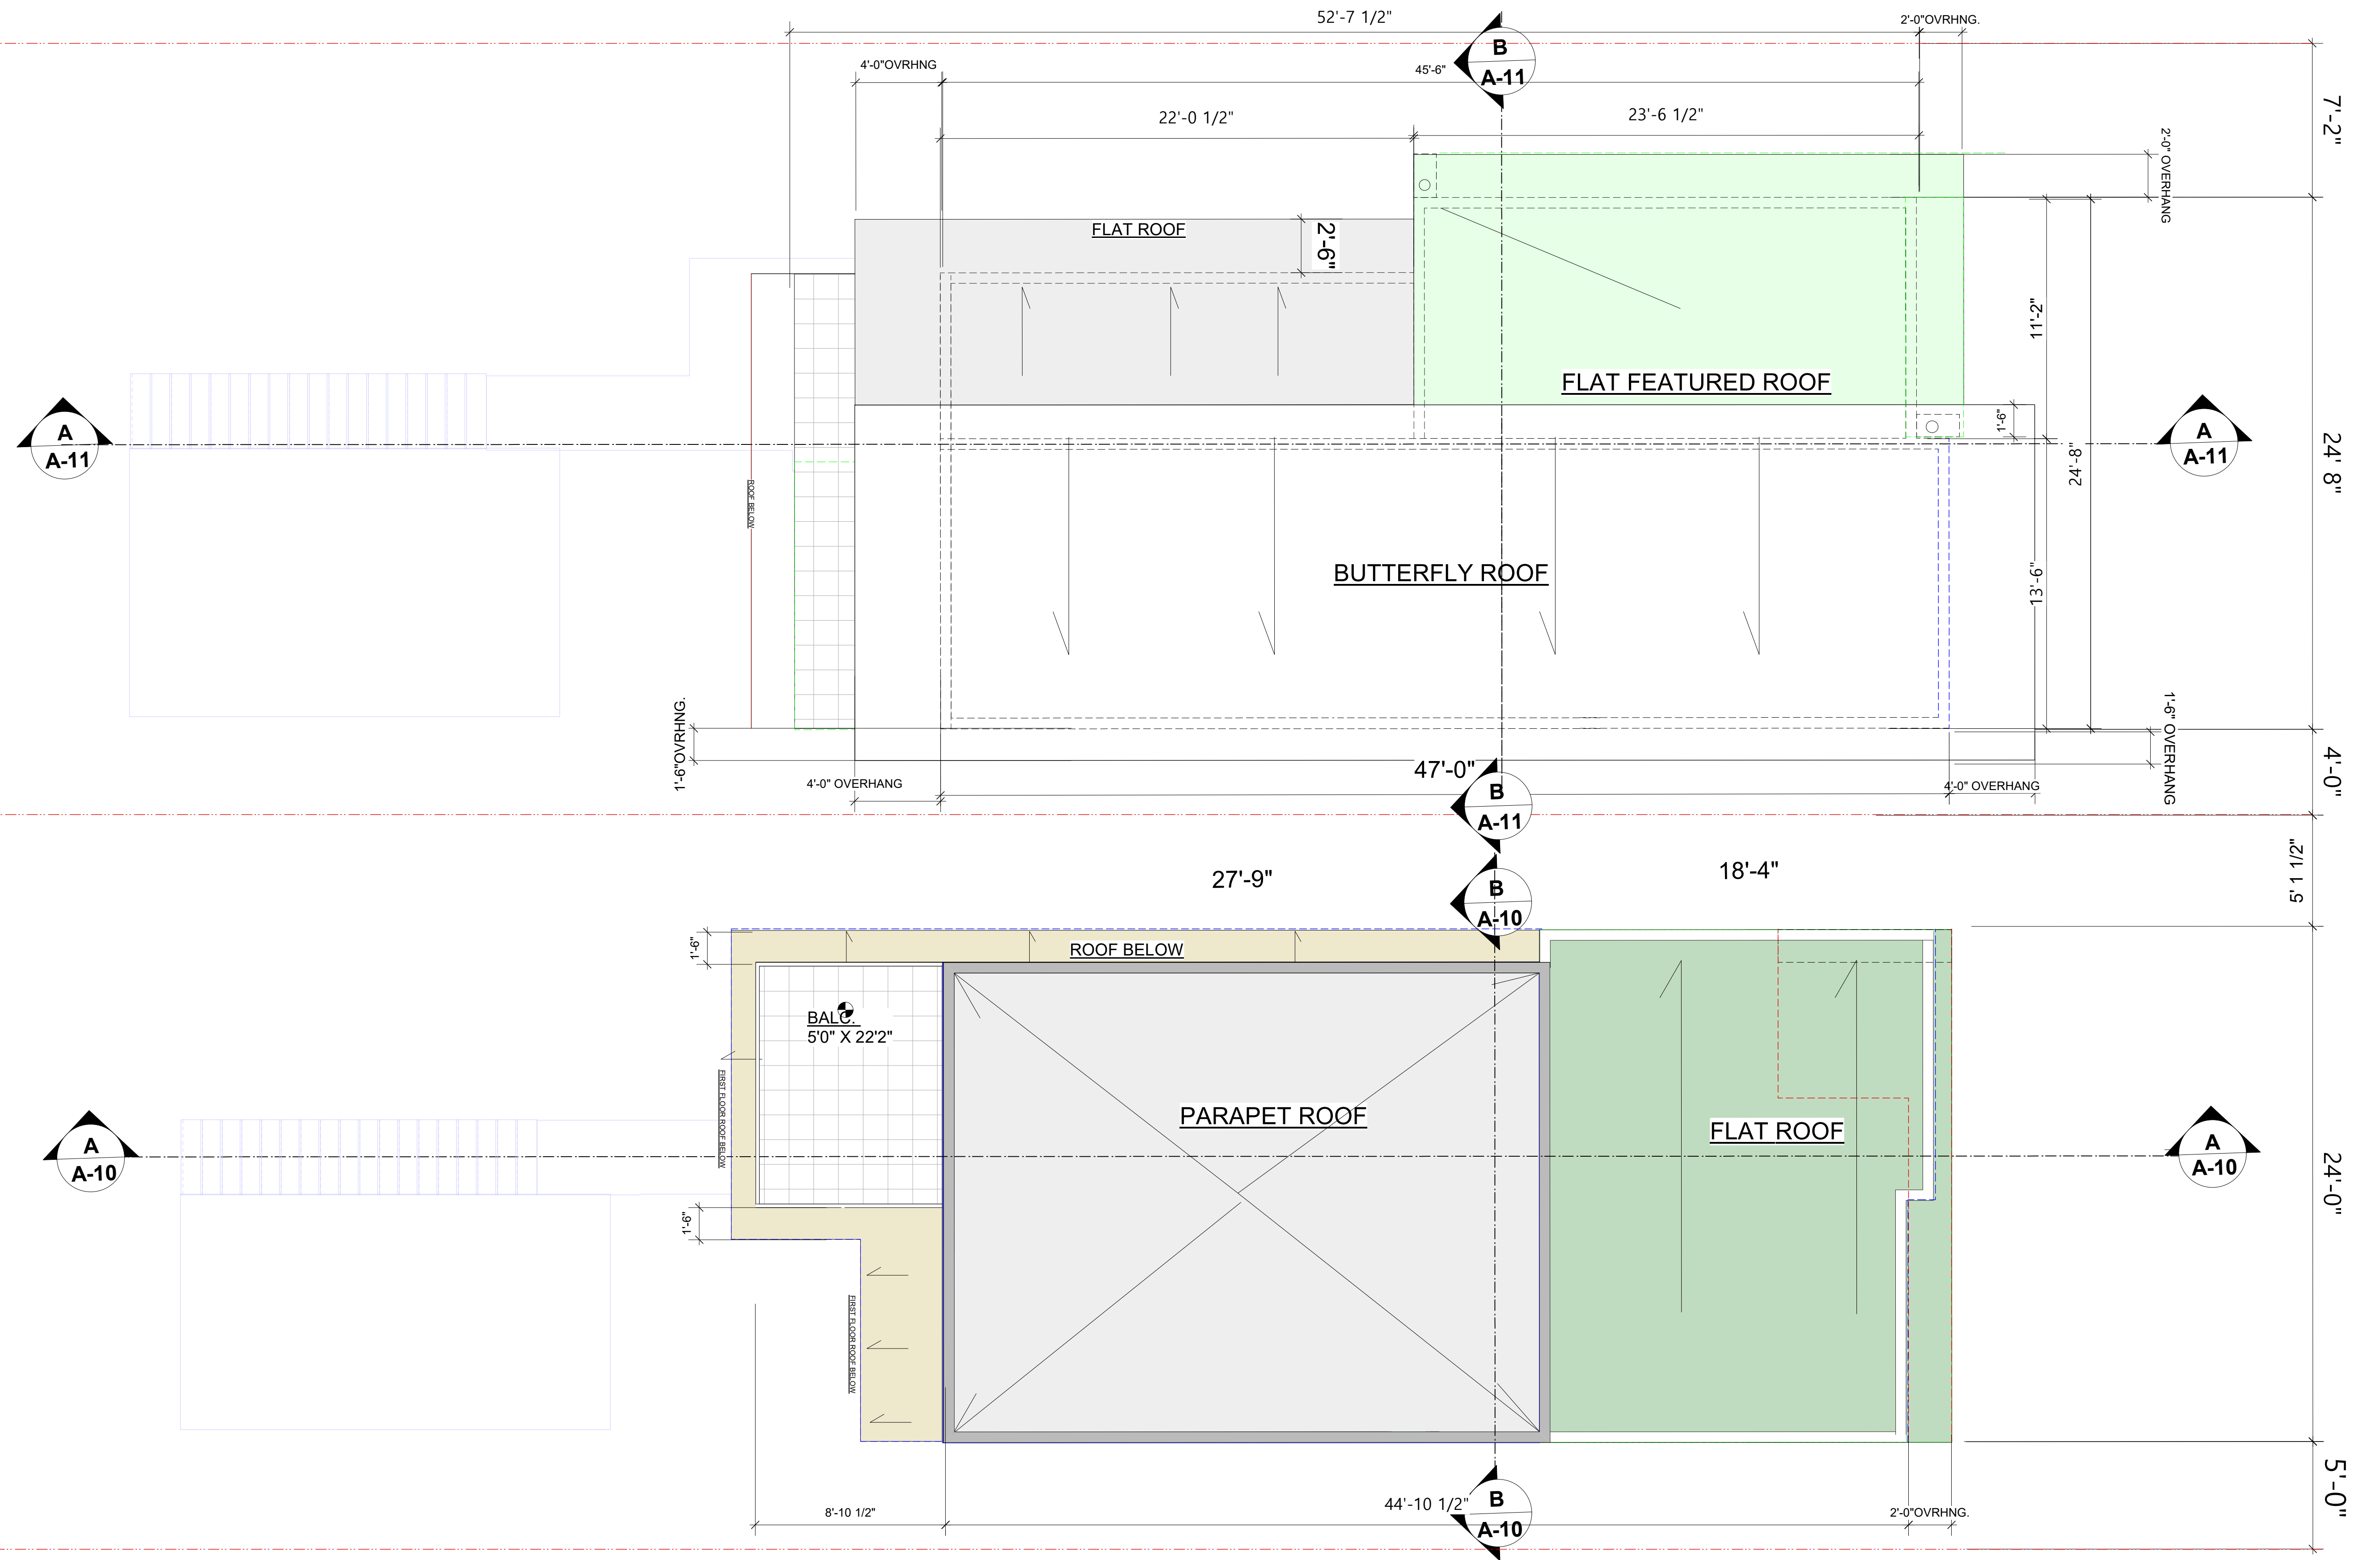 52'-7 1/2"
2'-0"OVRHNG.
B
A-11
4'-0"OVRHNG
45'-6"
22'-0 1/2"
23'-6 1/2"
7'-2"
2'-0" OVERHANG
FLAT ROOF
2'-6"
11'-2"
FLAT FEATURED ROOF
1'-6"
A
A-11
A
A-11
24'-8"
24' 8"
ROOF BELOW
BUTTERFLY ROOF
13'-6"
1'-6"OVRHNG.
1'-6" OVERHANG
4'-0" OVERHANG
47'-0"
4'-0" OVERHANG
4'-0"
B
A-11
5' 1 1/2"
27'-9"
18'-4"
B
A-10
1'-6"
ROOF BELOW
BALC.
5'0" X 22'2"
FIRST FLOOR ROOF BELOW
PARAPET ROOF
FLAT ROOF
A
A-10
A
A-10
24'-0"
1'-6"
FIRST FLOOR ROOF BELOW
5'-0"
8'-10 1/2"
44'-10 1/2"
B
A-10
2'-0"OVRHNG.